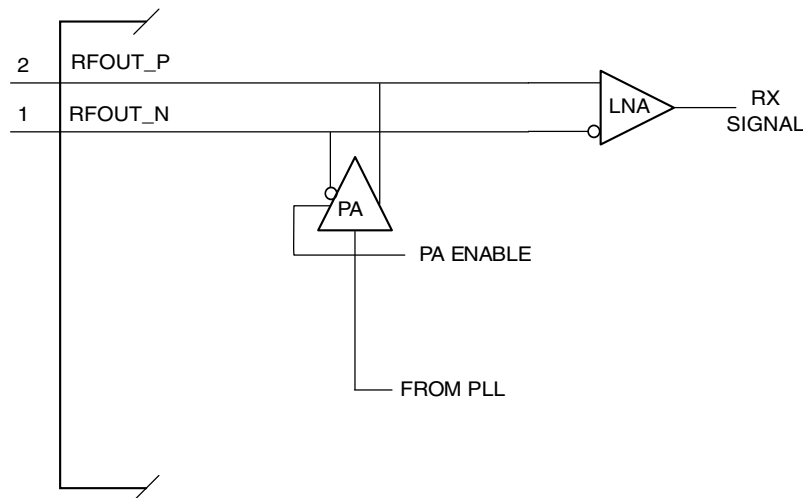 2 RFOUT_P
1 RFOUT_N
LNA
RX
SIGNAL
PA
PA ENABLE
FROM PLL